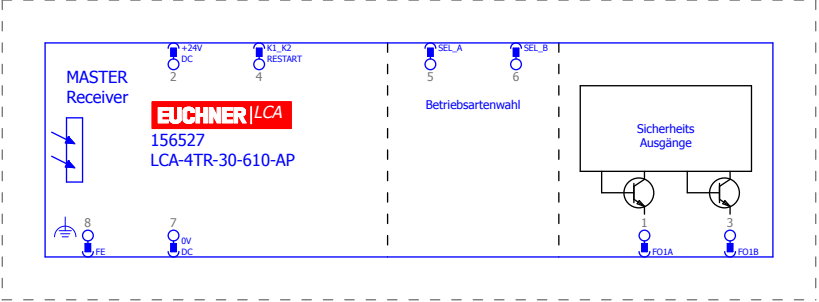 +24V
DC
2
K1_K2
RESTART
4
SEL_A
5
SEL_B
6
MASTER
Receiver
EUCHNER LCA
156527
LCA-4TR-30-610-AP
Betriebsartenwahl
Sicherheits
Ausgänge
8
FE
7
0V
DC
1
FO1A
3
FO1B